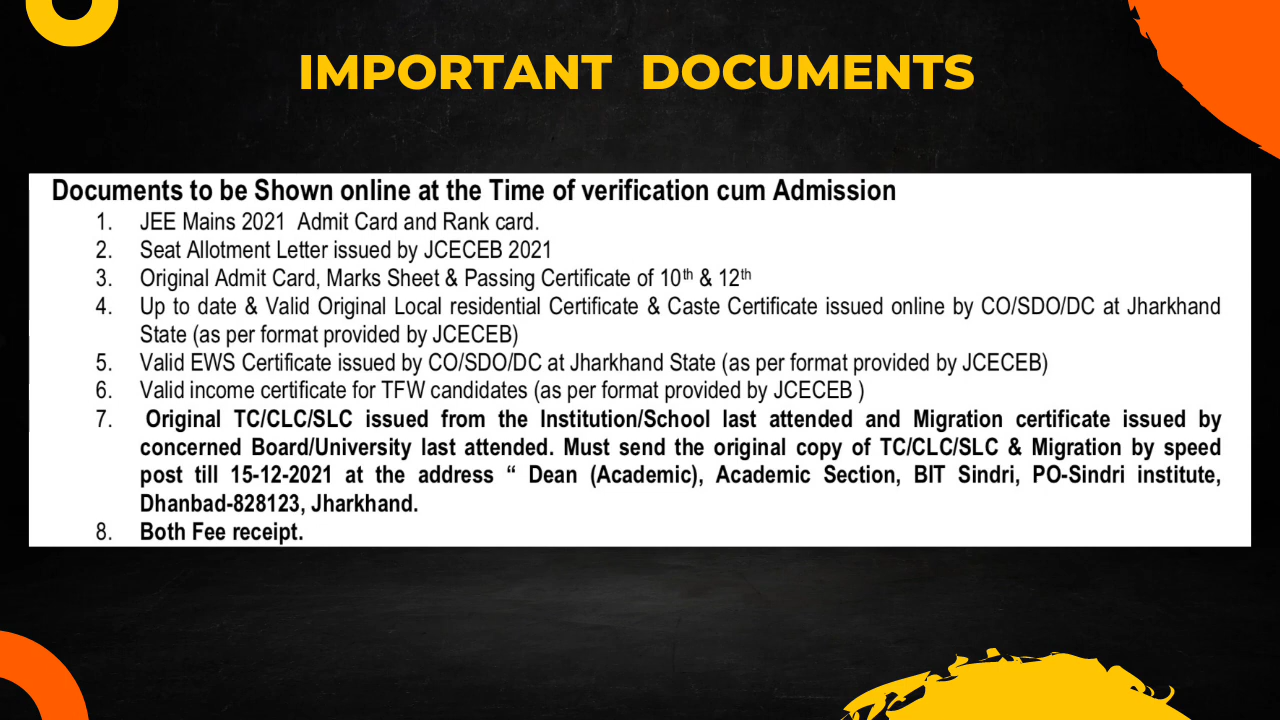 IMPORTANT DOCUMENTS
Documents to be Shown online at the Time of verification cum Admission
1. JEE Mains 2021 Admit Card and Rank card.
2. Seat Allotment Letter issued by JCECEB 2021
3. Original Admit Card, Marks Sheet & Passing Certificate of 10th & 12th
4. Up to date & Valid Original Local residential Certificate & Caste Certificate issued online by CO/SDO/DC at Jharkhand
State (as per format provided by JCECEB)
5. Valid EWS Certificate issued by CO/SDO/DC at Jharkhand State (as per format provided by JCECEB)
6. Valid income certificate for TFW candidates (as per format provided by JCECEB )
7. Original TC/CLC/SLC issued from the Institution/School last attended and Migration certificate issued by
concerned Board/University last attended. Must send the original copy of TC/CLC/SLC & Migration by speed
post till 15-12-2021 at the address “ Dean (Academic), Academic Section, BIT Sindri, PO-Sindri institute,
Dhanbad-828123, Jharkhand.
8. Both Fee receipt.